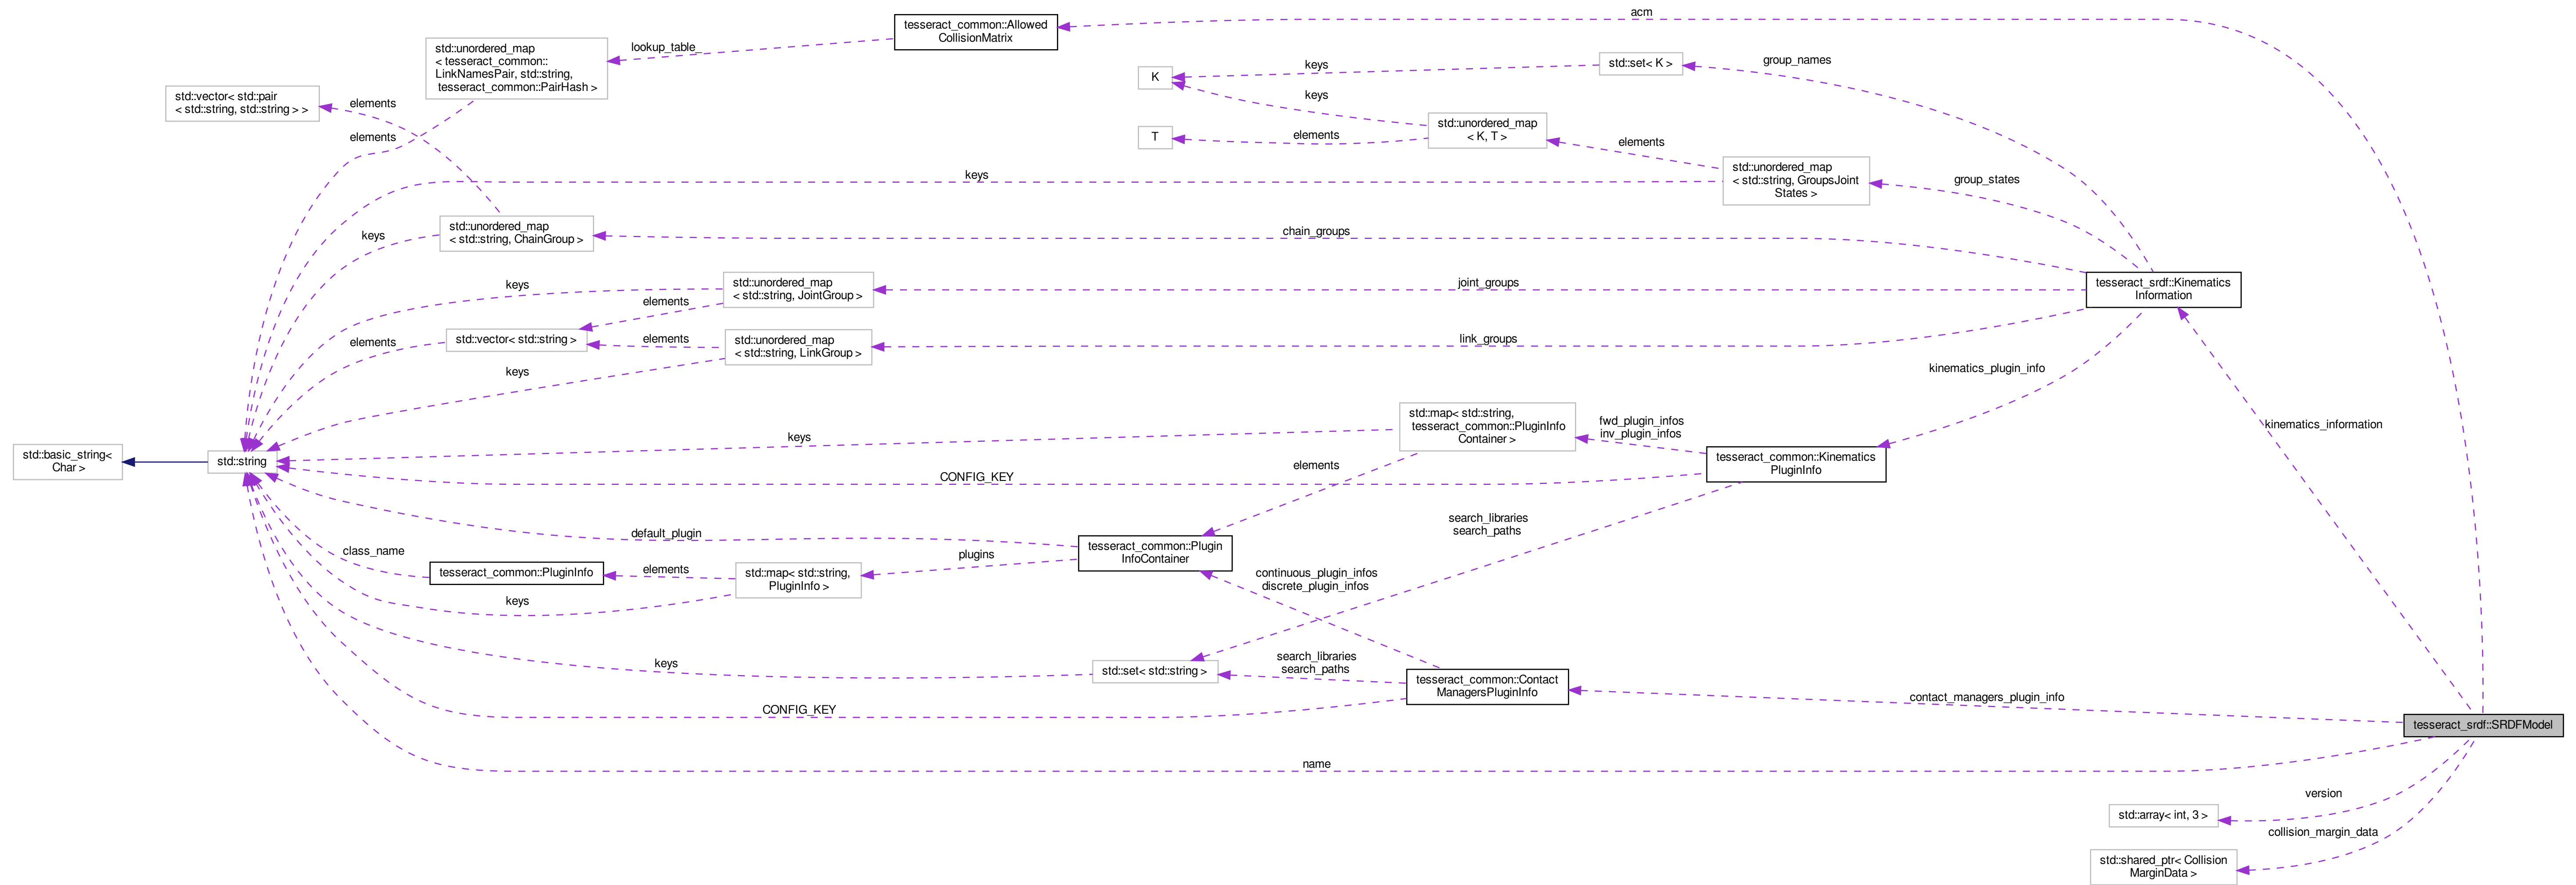 acm
tesseract_common::Allowed
CollisionMatrix
std::unordered_map
< tesseract_common::
LinkNamesPair, std::string,
tesseract_common::PairHash >
lookup_table_
group_names
std::set< K >
keys
K
keys
std::unordered_map
< K, T >
elements
T
std::vector< std::pair
< std::string, std::string > >
elements
elements
elements
std::unordered_map
< std::string, GroupsJoint
States >
group_states
keys
std::unordered_map
< std::string, ChainGroup >
keys
chain_groups
std::unordered_map
< std::string, JointGroup >
keys
elements
joint_groups
tesseract_srdf::Kinematics
Information
std::vector< std::string >
elements
elements
std::unordered_map
< std::string, LinkGroup >
link_groups
keys
kinematics_plugin_info
std::map< std::string,
tesseract_common::PluginInfo
Container >
fwd_plugin_infos
inv_plugin_infos
kinematics_information
keys
std::basic_string<
Char >
std::string
tesseract_common::Kinematics
PluginInfo
elements
CONFIG_KEY
search_libraries
search_paths
default_plugin
tesseract_common::Plugin
InfoContainer
class_name
plugins
tesseract_common::PluginInfo
elements
std::map< std::string,
PluginInfo >
keys
continuous_plugin_infos
discrete_plugin_infos
keys
std::set< std::string >
search_libraries
search_paths
tesseract_common::Contact
ManagersPluginInfo
CONFIG_KEY
contact_managers_plugin_info
tesseract_srdf::SRDFModel
name
version
std::array< int, 3 >
collision_margin_data
std::shared_ptr< Collision
MarginData >